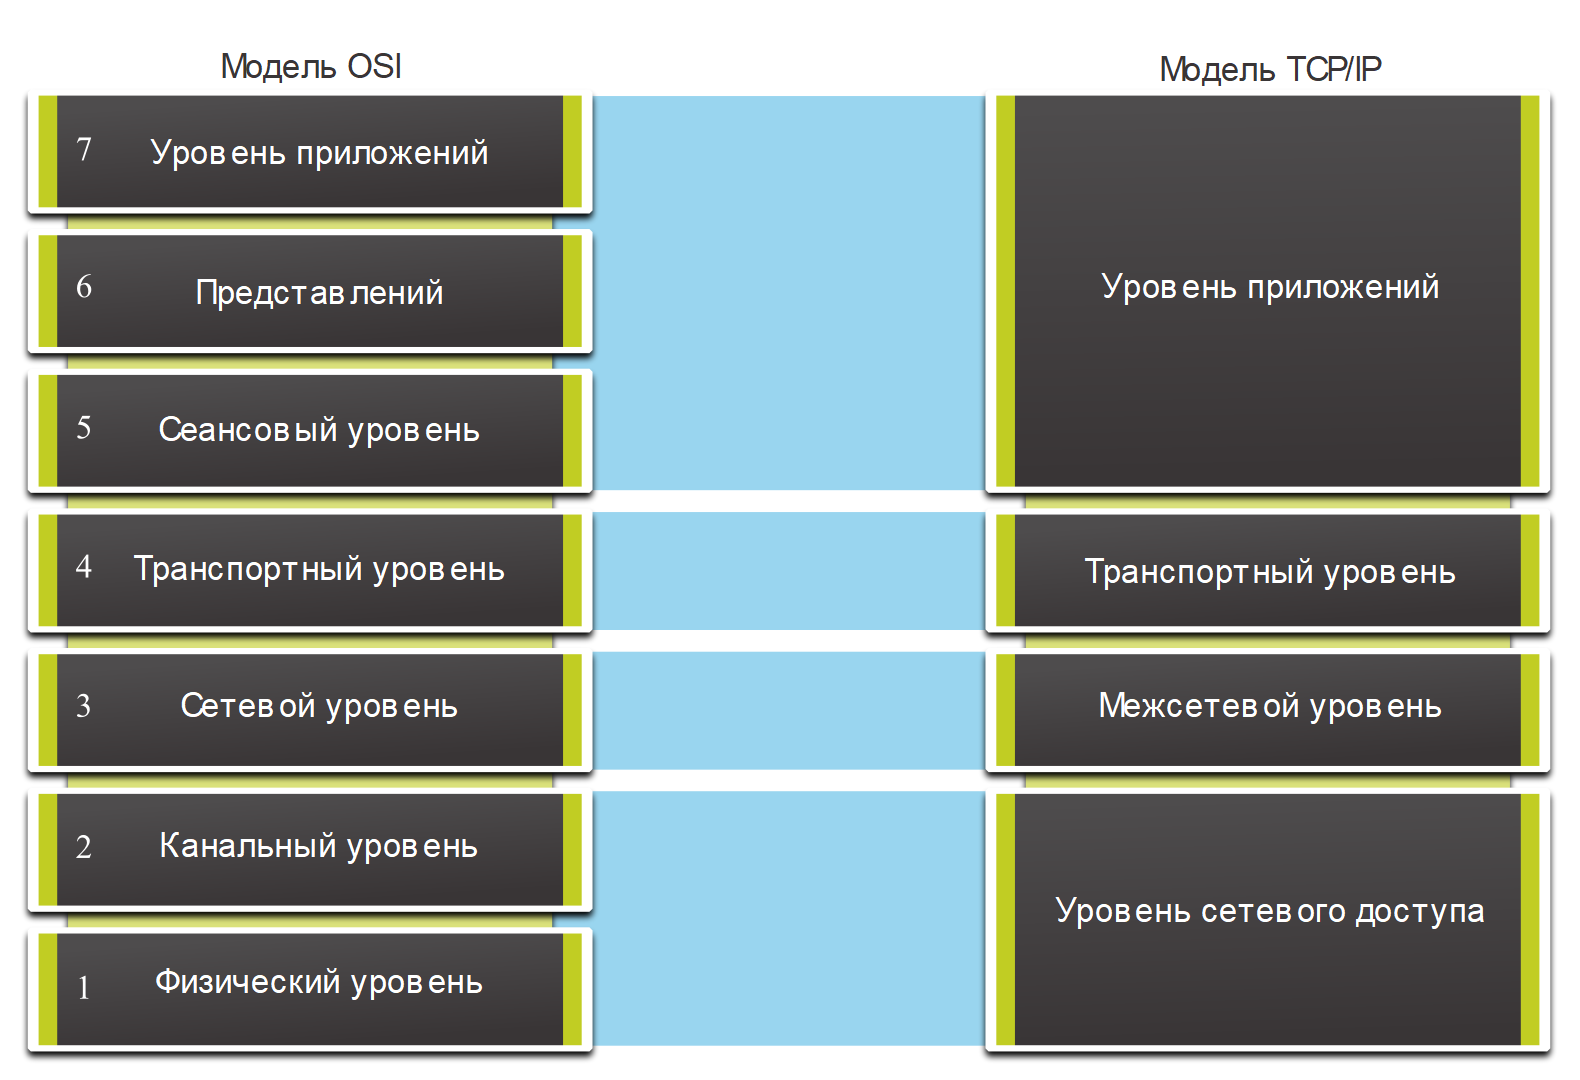 Модель OSI
7 Уровень приложений
6 Представлений
5 Сеансовый уровень
4 Транспортный уровень
3 Сетевой уровень
2 Канальный уровень
1 Физический уровень
Модель TCP/IP
Уровень приложений
Транспортный уровень
Межсетевой уровень
Уровень сетевого доступа